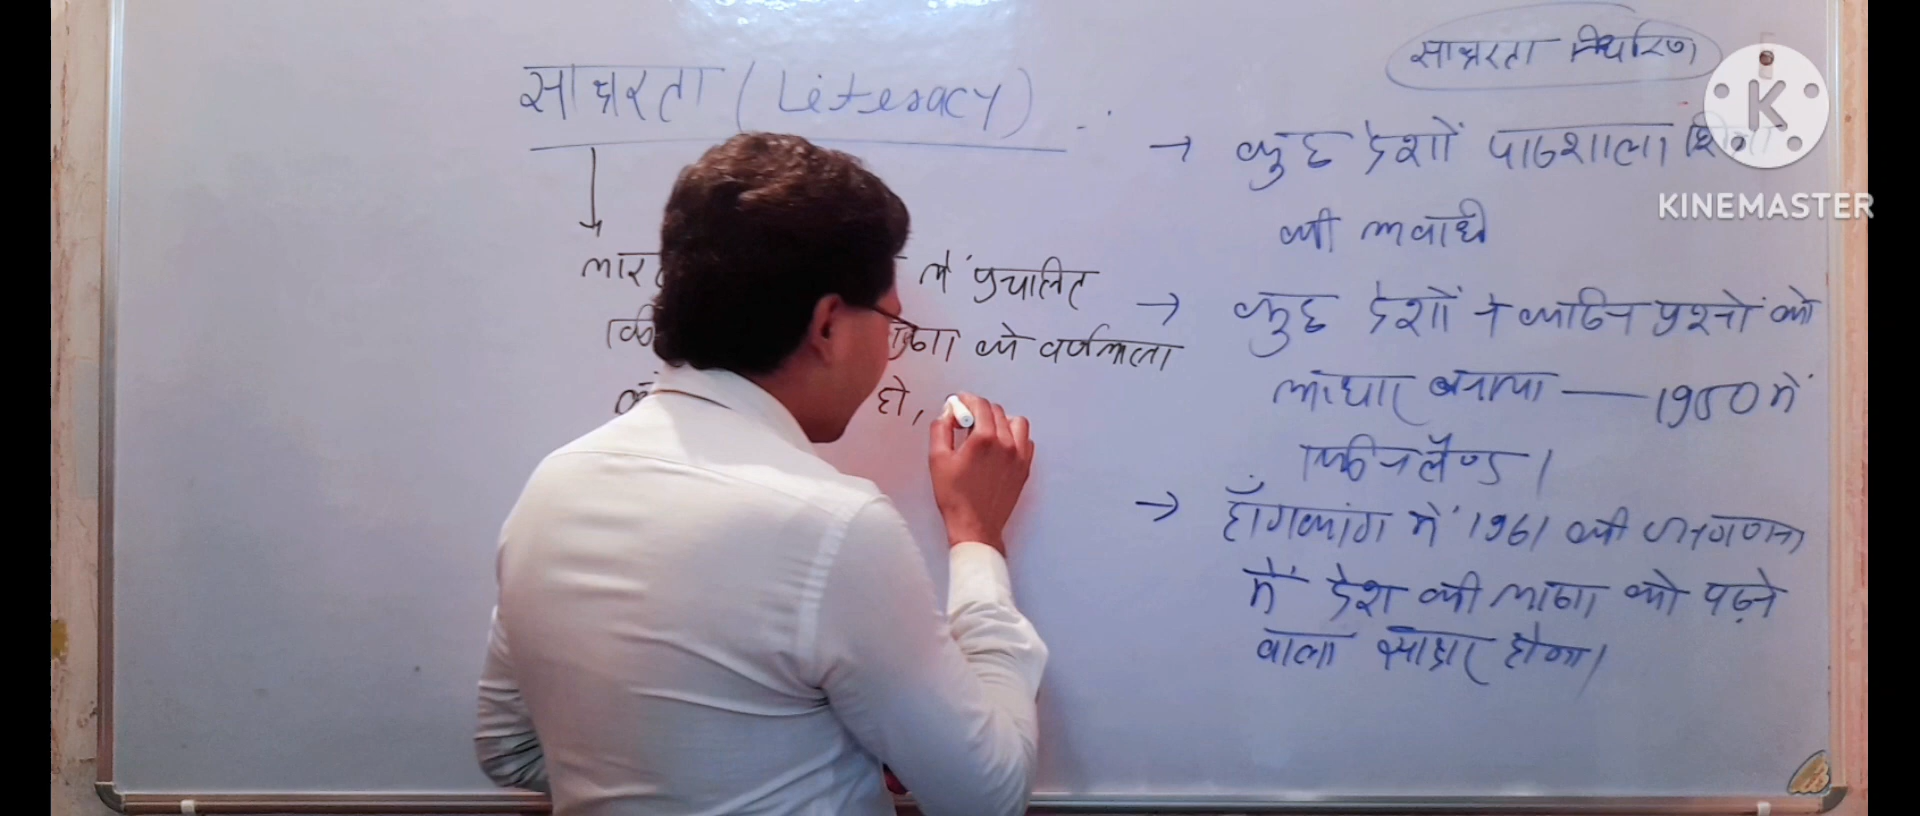 साक्षरता (Literacy)
भार
में प्रचलित
कि
भाषा को वर्णमाला
हो,
साक्षरता निर्धारण
→ कुछ देशों पाठशाला शिक्षा
की अवधि
→ कुछ देशों ने कठिन प्रश्नों को
आधार बनाया — 1950 में
फिनलैण्ड।
→ हाँगकांग में 1961 की जनगणना
में देश की भाषा को पढ़ने
वाला साक्षर होगा।
K
KINEMASTER